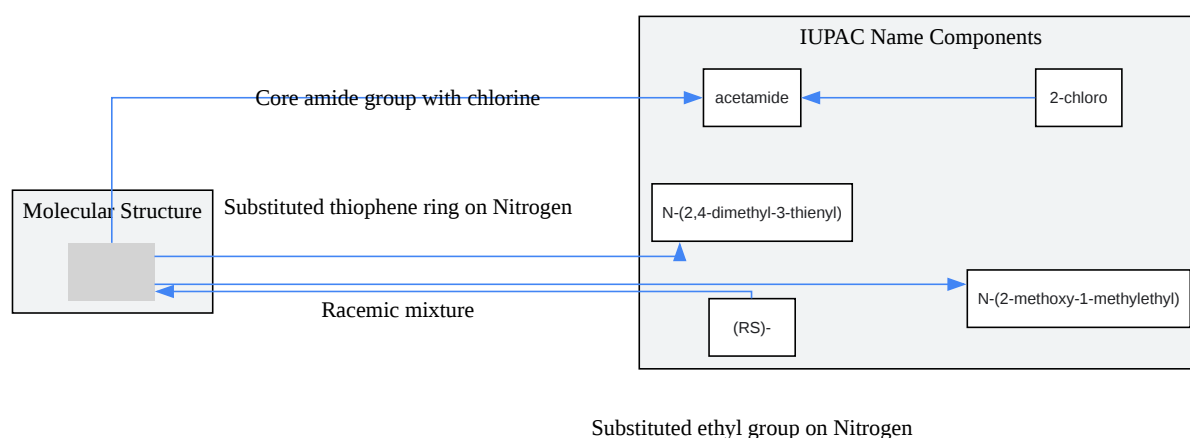 IUPAC Name Components
Core amide group with chlorine
acetamide
2-chloro
Molecular Structure
Substituted thiophene ring on Nitrogen
N-(2,4-dimethyl-3-thienyl)
Racemic mixture
(RS)-
N-(2-methoxy-1-methylethyl)
Substituted ethyl group on Nitrogen